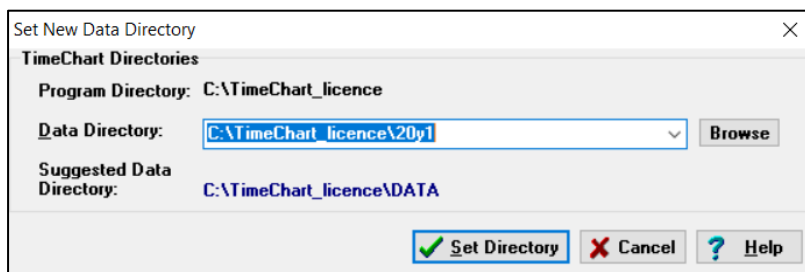 Set New Data Directory
TimeChart Directories
Program Directory: C:\TimeChart_licence
Data Directory: C:\TimeChart_licence\20y1 Browse
Suggested Data
Directory: C:\TimeChart_licence\DATA
Set Directory Cancel ? Help